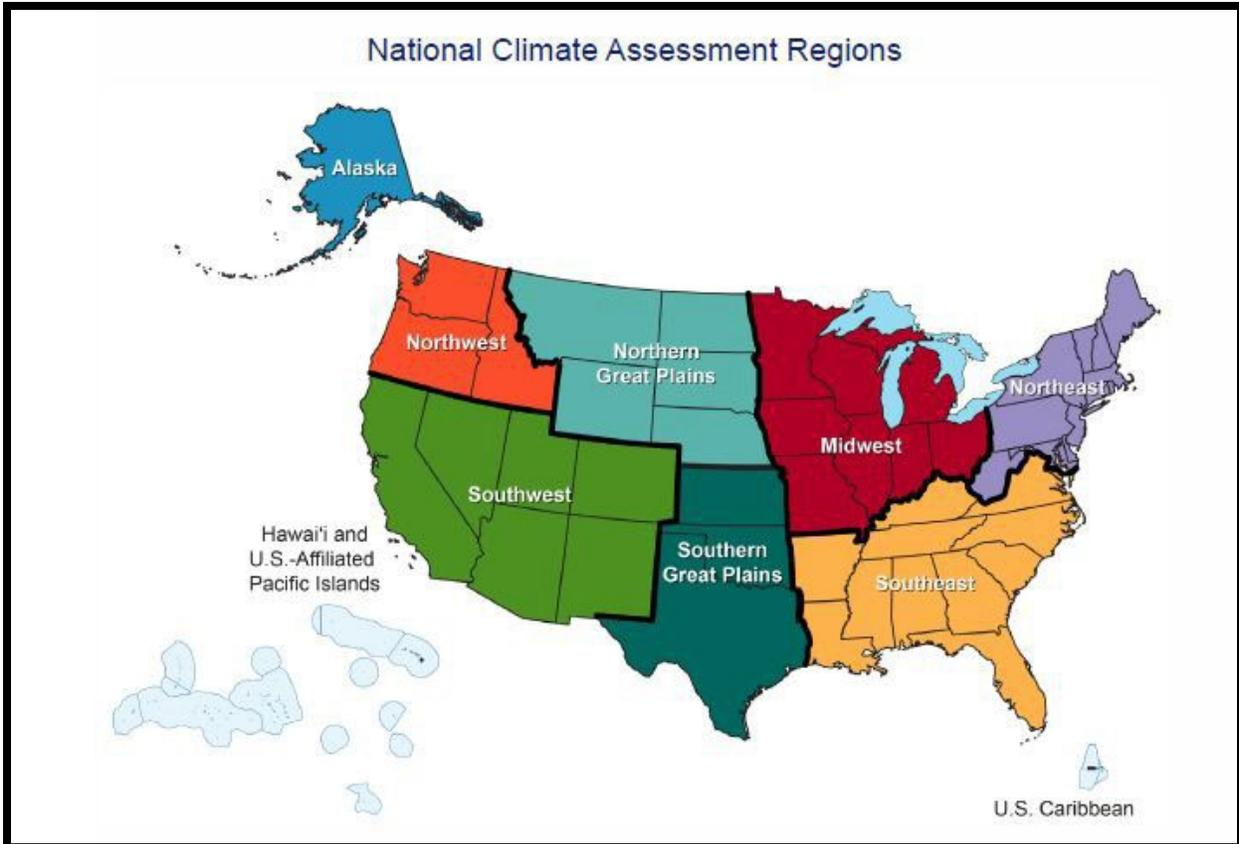 National Climate Assessment Regions
Alaska
Northwest
Northern
Great Plains
Northeast
Midwest
Southwest
Hawai'i and
U.S.-Affiliated
Pacific Islands
Southern
Great Plains
Southeast
U.S. Caribbean